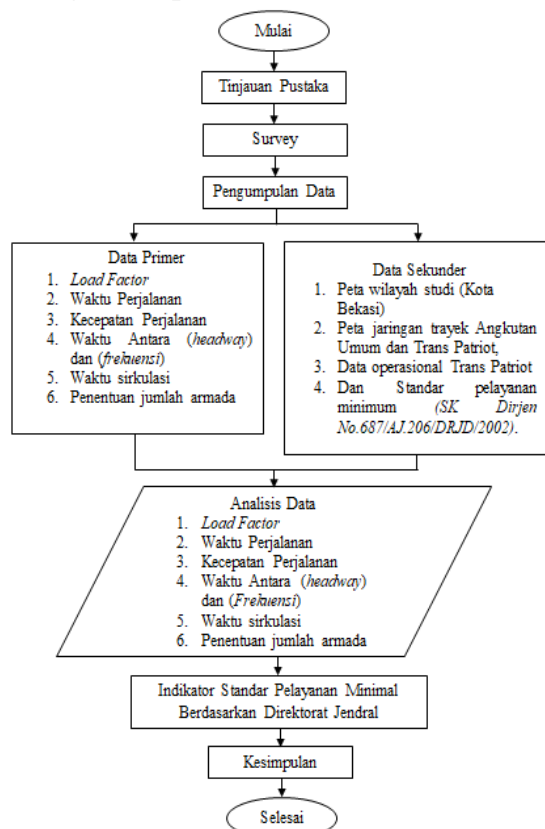 Mulai
Tinjauan Pustaka
Survey
Pengumpulan Data
Data Primer
1. Load Factor
2. Waktu Perjalanan
3. Kecepatan Perjalanan
4. Waktu Antara (headway)
dan (frekuensi)
5. Waktu sirkulasi
6. Penentuan jumlah armada
Data Sekunder
1. Peta wilayah studi (Kota
Bekasi)
2. Peta jaringan trayek Angkutan
Umum dan Trans Patriot,
3. Data operasional Trans Patriot
4. Dan Standar pelayanan
minimum (SK Dirjen
No.687/AJ.206/DRJD/2002).
Analisis Data
1. Load Factor
2. Waktu Perjalanan
3. Kecepatan Perjalanan
4. Waktu Antara (headway)
dan (Frekuensi)
5. Waktu sirkulasi
6. Penentuan jumlah armada
Indikator Standar Pelayanan Minimal
Berdasarkan Direktorat Jendral
Kesimpulan
Selesai